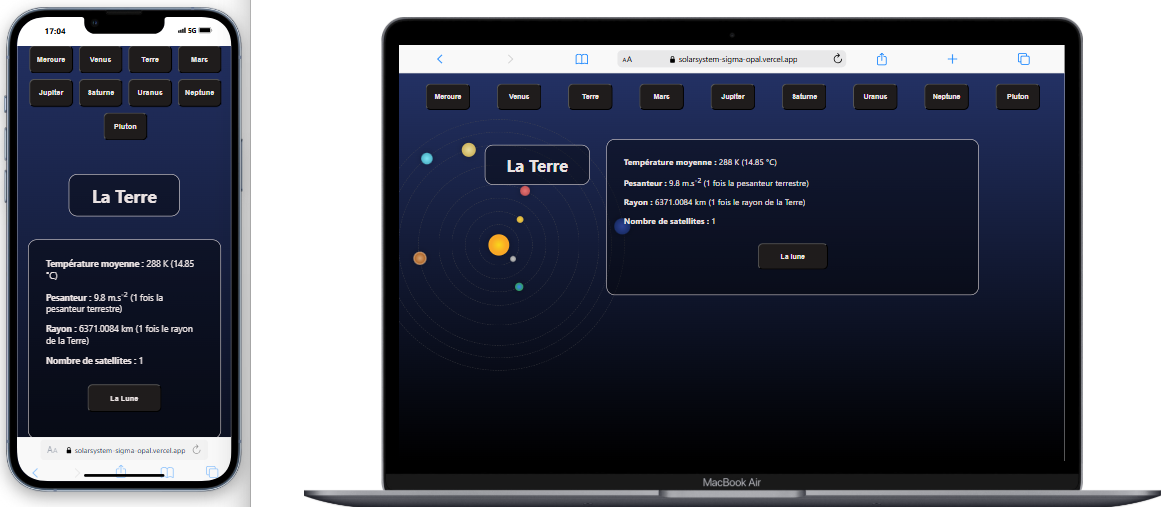 17:04
5G
Mercure Venus Terre Mars
Jupiter Saturne Uranus Neptune
Pluton
La Terre
Température moyenne : 288 K (14.85
°C)
Pesanteur : 9.8 m.s-2 (1 fois la
pesanteur terrestre)
Rayon : 6371.0084 km (1 fois le rayon
de la Terre)
Nombre de satellites : 1
La Lune
AA solarsystem-sigma-opal.vercel.app
AA solarsystem-sigma-opal.vercel.app
Mercure Venus Terre Mars Jupiter Saturne Uranus Neptune Pluton
La Terre
Température moyenne : 288 K (14.85 °C)
Pesanteur : 9.8 m.s-2 (1 fois la pesanteur terrestre)
Rayon : 6371.0084 km (1 fois le rayon de la Terre)
Nombre de satellites : 1
La lune
MacBook Air